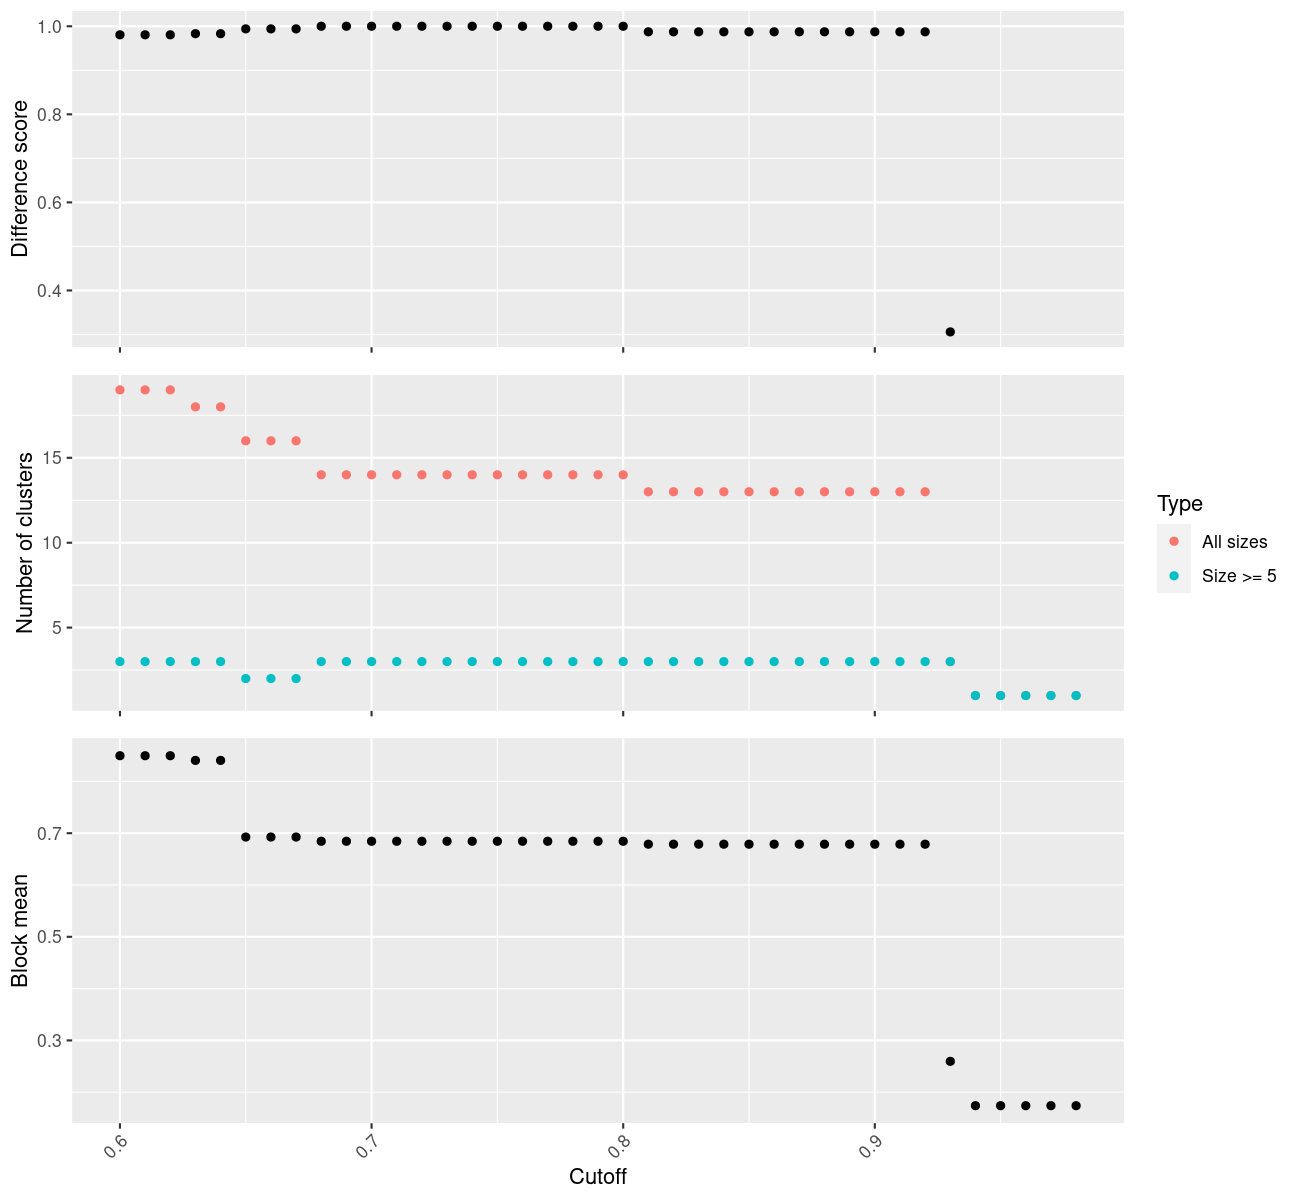 Difference score
1.0
0.8
0.6
0.4
Number of clusters
15
10
5
Type
All sizes
Size >= 5
Block mean
0.7
0.5
0.3
0.6
0.7
0.8
0.9
Cutoff